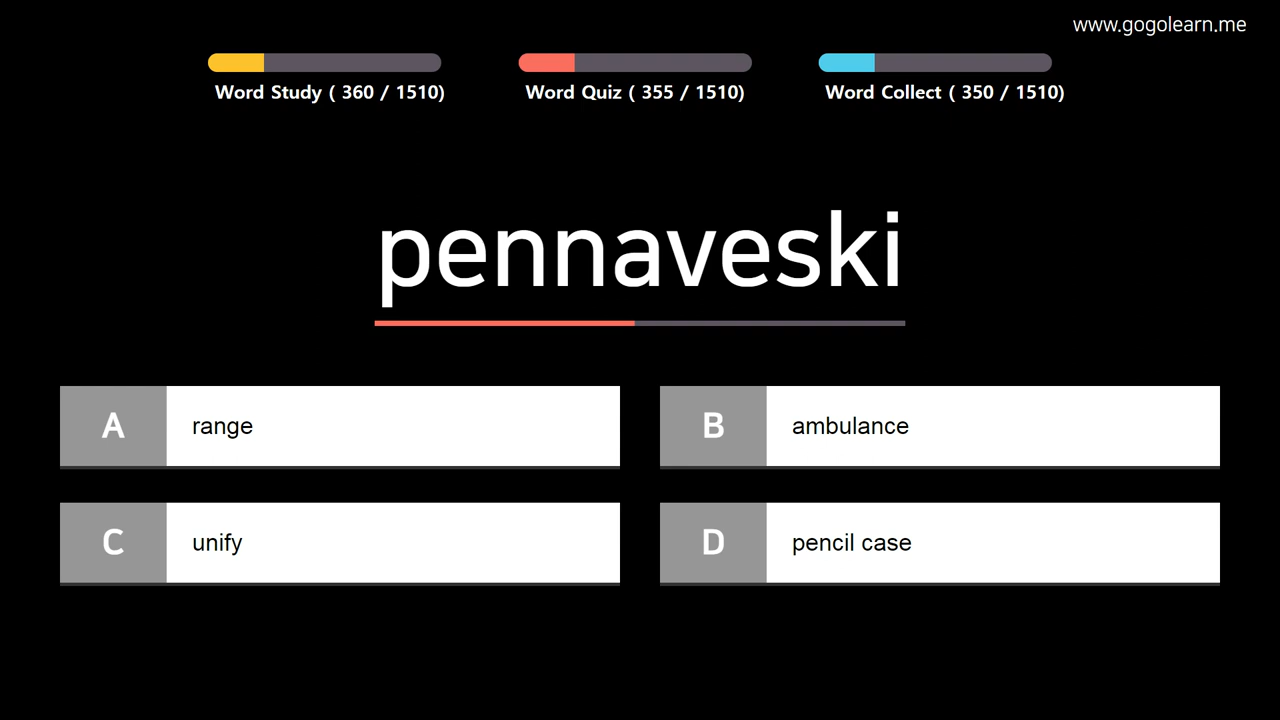 www.gogolearn.me
Word Study ( 360 / 1510)
Word Quiz ( 355 / 1510)
Word Collect ( 350 / 1510)
pennaveski
A range
B ambulance
C unify
D pencil case